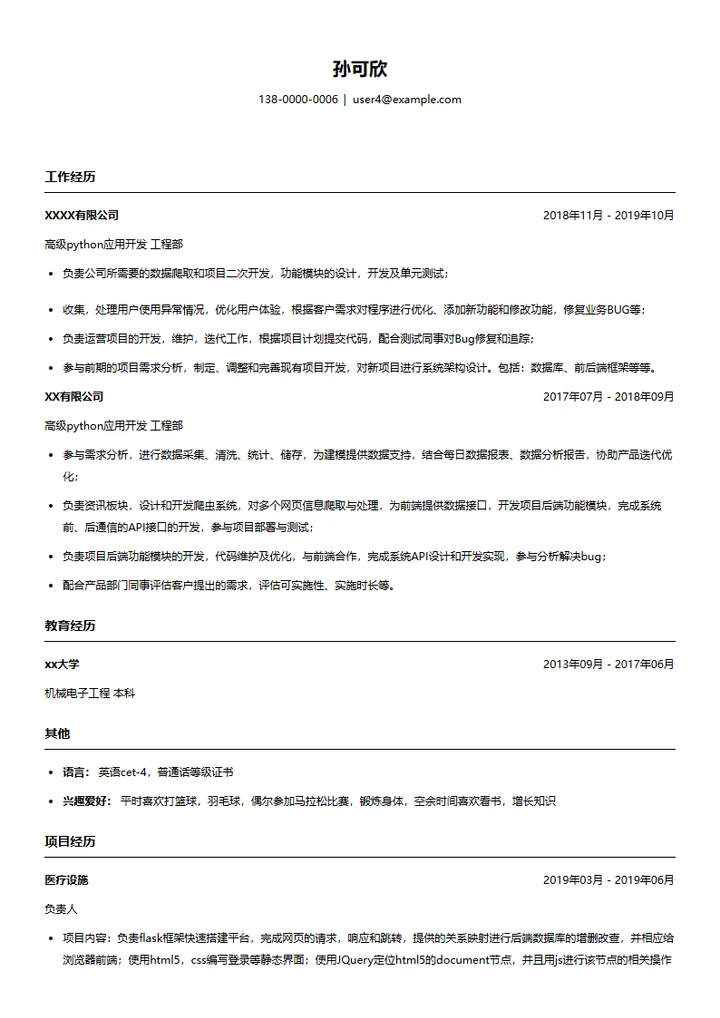 孙可欣
138-0000-0006 | user4@example.com
工作经历
XXXX有限公司 2018年11月 - 2019年10月
高级python应用开发 工程部
• 负责公司所需要的数据爬取和项目二次开发，功能模块的设计，开发及单元测试；
• 收集，处理用户使用异常情况，优化用户体验，根据客户需求对程序进行优化、添加新功能和修改功能，修复业务BUG等；
• 负责运营项目的开发，维护，迭代工作，根据项目计划提交代码，配合测试同事对Bug修复和追踪；
• 参与前期的项目需求分析，制定、调整和完善现有项目开发，对新项目进行系统架构设计。包括：数据库、前后端框架等等。
XX有限公司 2017年07月 - 2018年09月
高级python应用开发 工程部
• 参与需求分析，进行数据采集、清洗、统计、储存，为建模提供数据支持，结合每日数据报表、数据分析报告，协助产品迭代优
化；
• 负责资讯板块，设计和开发爬虫系统，对多个网页信息爬取与处理，为前端提供数据接口，开发项目后端功能模块，完成系统
前、后通信的API接口的开发，参与项目部署与测试；
• 负责项目后端功能模块的开发，代码维护及优化，与前端合作，完成系统API设计和开发实现，参与分析解决bug；
• 配合产品部门同事评估客户提出的需求，评估可实施性、实施时长等。
教育经历
xx大学 2013年09月 - 2017年06月
机械电子工程 本科
其他
• 语言： 英语cet-4，普通话等级证书
• 兴趣爱好： 平时喜欢打篮球，羽毛球，偶尔参加马拉松比赛，锻炼身体，空余时间喜欢看书，增长知识
项目经历
医疗设施 2019年03月 - 2019年06月
负责人
• 项目内容：负责flask框架快速搭建平台，完成网页的请求，响应和跳转，提供的关系映射进行后端数据库的增删改查，并相应给
浏览器前端；使用html5，css编写登录等静态界面；使用JQuery定位html5的document节点，并且用js进行该节点的相关操作